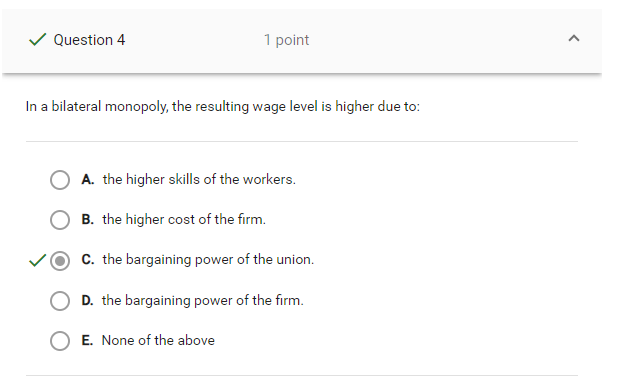 Question 4 1 point
In a bilateral monopoly, the resulting wage level is higher due to:
A. the higher skills of the workers.
B. the higher cost of the firm.
C. the bargaining power of the union.
D. the bargaining power of the firm.
E. None of the above